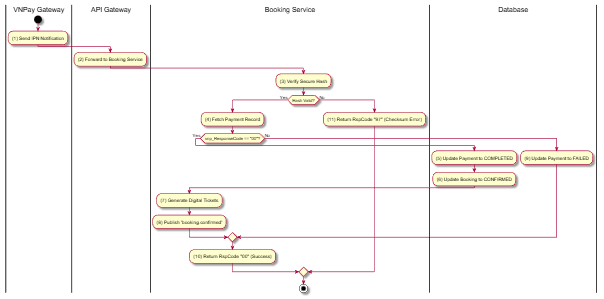 VNPay Gateway
API Gateway
Booking Service
Database
(1) Send IPN Notification
(2) Forward to Booking Service
(3) Verify Secure Hash
Hash Valid?
Yes
No
(4) Fetch Payment Record
(11) Return RspCode "97" (Checksum Error)
vnp_ResponseCode == "00"?
Yes
No
(5) Update Payment to COMPLETED
(9) Update Payment to FAILED
(6) Update Booking to CONFIRMED
(7) Generate Digital Tickets
(8) Publish 'booking.confirmed'
(10) Return RspCode "00" (Success)